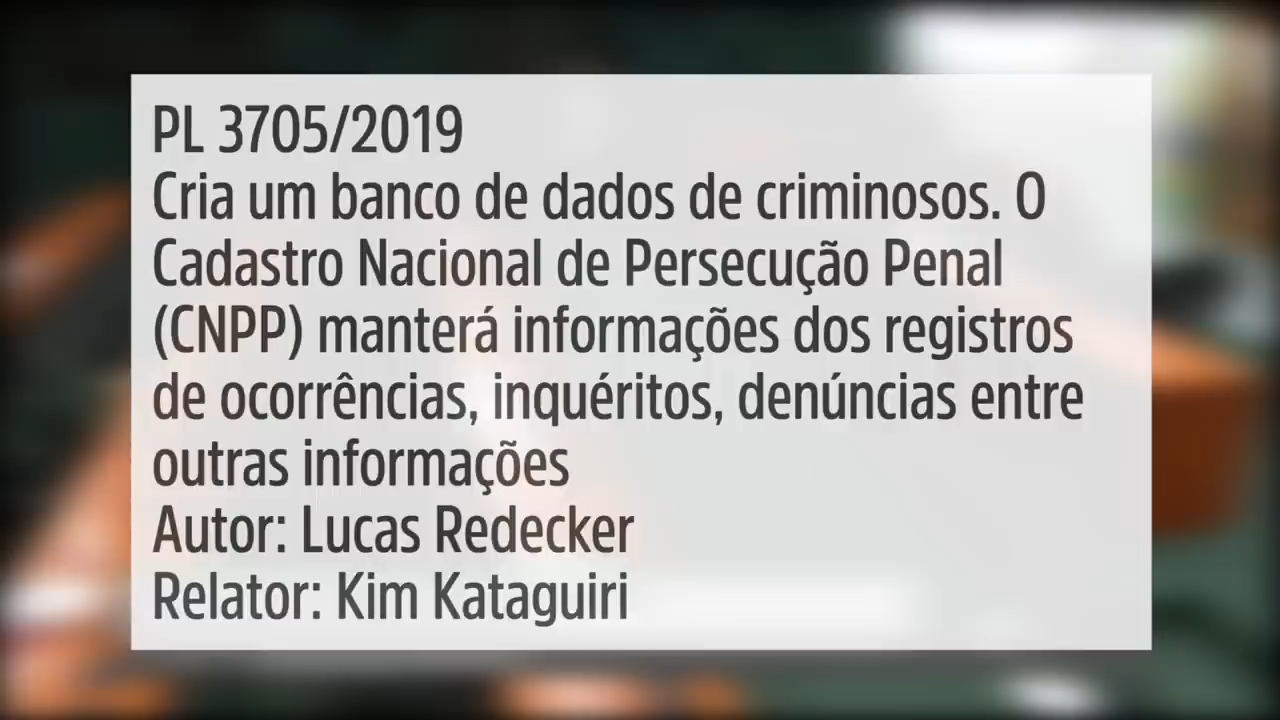 PL 3705/2019
Cria um banco de dados de criminosos. O
Cadastro Nacional de Persecução Penal
(CNPP) manterá informações dos registros
de ocorrências, inquéritos, denúncias entre
outras informações
Autor: Lucas Redecker
Relator: Kim Kataguiri